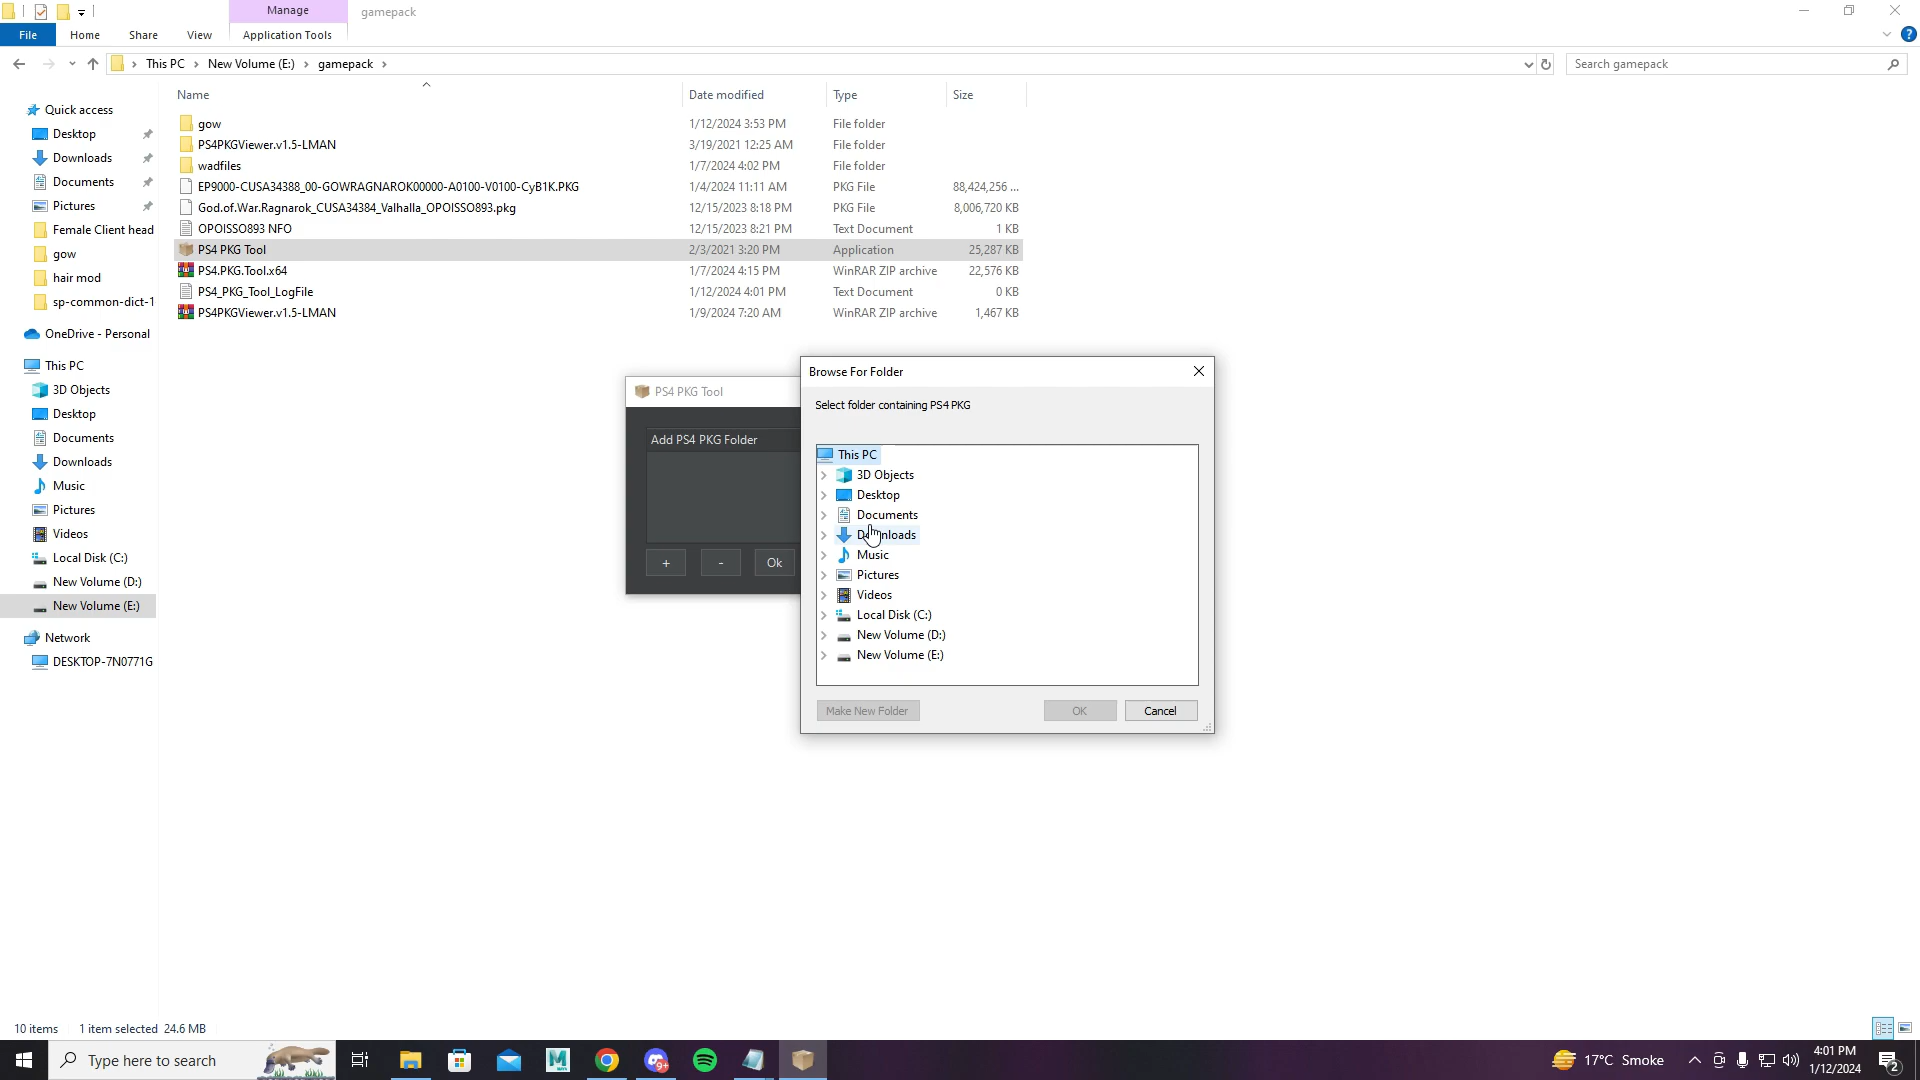 Manage
gamepack
File
Home
Share
View
Application Tools
This PC
New Volume (E:)
gamepack
Search gamepack
Name
Date modified
Type
Size
Quick access
Desktop
Downloads
Documents
Pictures
Female Client head
gow
hair mod
sp-common-dict-1
OneDrive - Personal
This PC
3D Objects
Desktop
Documents
Downloads
Music
Pictures
Videos
Local Disk (C:)
New Volume (D:)
New Volume (E:)
Network
DESKTOP-7N0771G
gow 1/12/2024 3:53 PM File folder
PS4PKGViewer.v1.5-LMAN 3/19/2021 12:25 AM File folder
wadfiles 1/7/2024 4:02 PM File folder
EP9000-CUSA34388_00-GOWRAGNAROK00000-A0100-V0100-CyB1K.PKG 1/4/2024 11:11 AM PKG File 88,424,256 ...
God.of.War.Ragnarok_CUSA34384_Valhalla_OPOISSO893.pkg 12/15/2023 8:18 PM PKG File 8,006,720 KB
OPOISSO893 NFO 12/15/2023 8:21 PM Text Document 1 KB
PS4 PKG Tool 2/3/2021 3:20 PM Application 25,287 KB
PS4.PKG.Tool.x64 1/7/2024 4:15 PM WinRAR ZIP archive 22,576 KB
PS4_PKG_Tool_LogFile 1/12/2024 4:01 PM Text Document 0 KB
PS4PKGViewer.v1.5-LMAN 1/9/2024 7:20 AM WinRAR ZIP archive 1,467 KB
PS4 PKG Tool
Add PS4 PKG Folder
+
-
Ok
Browse For Folder
Select folder containing PS4 PKG
This PC
3D Objects
Desktop
Documents
Downloads
Music
Pictures
Videos
Local Disk (C:)
New Volume (D:)
New Volume (E:)
Make New Folder
OK
Cancel
10 items
1 item selected 24.6 MB
Type here to search
9+
17°C Smoke
4:01 PM
1/12/2024
2